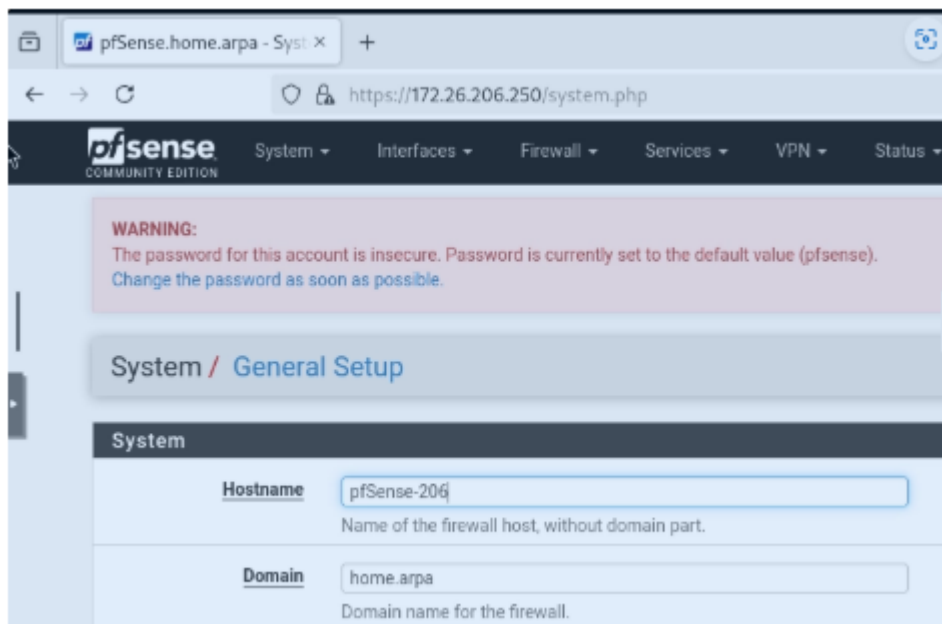 pfSense.home.arpa - Syst
https://172.26.206.250/system.php
pfsense
COMMUNITY EDITION
System Interfaces Firewall Services VPN Status
WARNING:
The password for this account is insecure. Password is currently set to the default value (pfsense).
Change the password as soon as possible.
System / General Setup
System
Hostname
pfSense-206
Name of the firewall host, without domain part.
Domain
home.arpa
Domain name for the firewall.